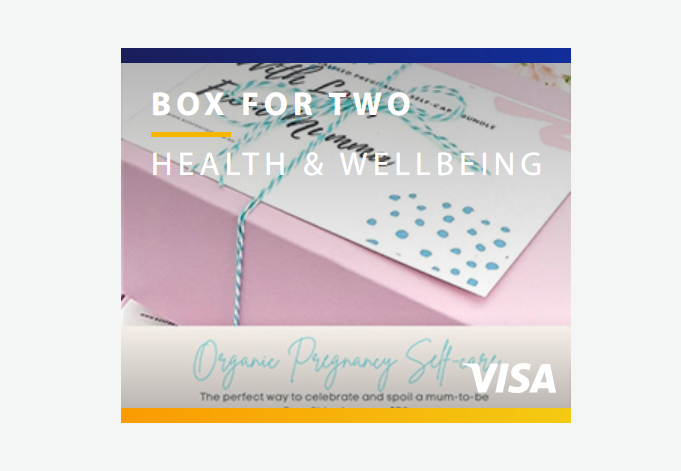 With L
BOX FOR TWO
HEALTH & WELLBEING
Organic Pregnancy Self-care
VISA
The perfect way to celebrate and spoil a mum-to-be